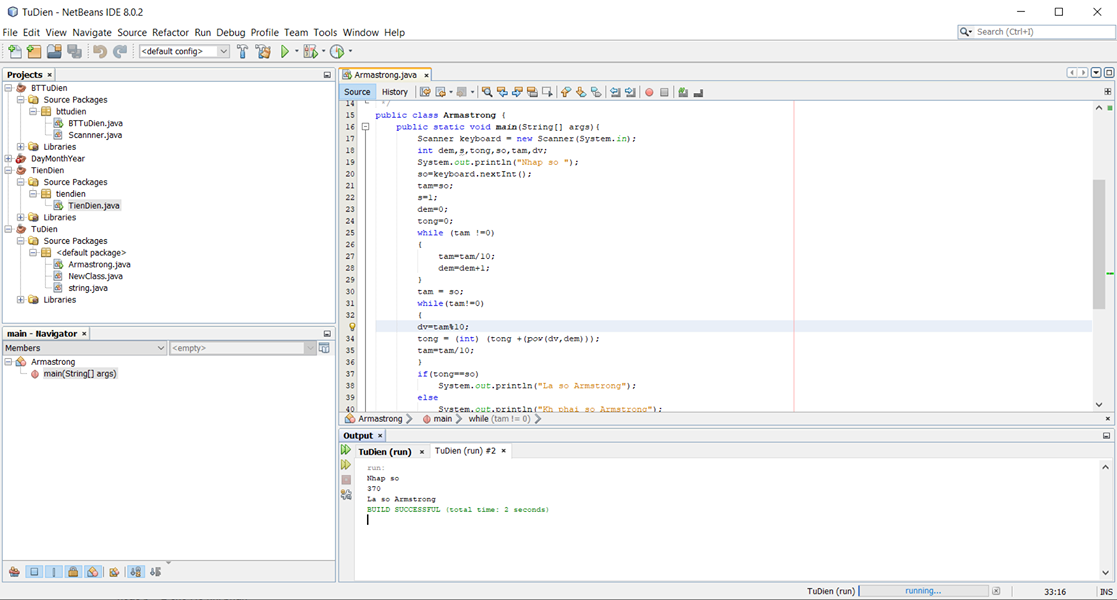 TuDien - NetBeans IDE 8.0.2
File Edit View Navigate Source Refactor Run Debug Profile Team Tools Window Help
Search (Ctrl+I)
<default config>
Projects ×
BTTuDien
Source Packages
bttudien
BTTuDien.java
Scannner.java
Libraries
DayMonthYear
TienDien
Source Packages
tiendien
TienDien.java
Libraries
TuDien
Source Packages
<default package>
Armastrong.java
NewClass.java
string.java
Libraries
main - Navigator ×
Members
<empty>
Armastrong
main(String[] args)
Armastrong.java ×
Source History
14 */
15 public class Armastrong {
16 public static void main(String[] args){
17 Scanner keyboard = new Scanner(System.in);
18 int dem,s,tong,so,tam,dv;
19 System.out.println("Nhap so ");
20 so=keyboard.nextInt();
21 tam=so;
22 s=1;
23 dem=0;
24 tong=0;
25 while (tam !=0)
26 {
27 tam=tam/10;
28 dem=dem+1;
29 }
30 tam = so;
31 while(tam!=0)
32 {
dv=tam%10;
34 tong = (int) (tong +(pow(dv,dem)));
35 tam=tam/10;
36 }
37 if(tong==so)
38 System.out.println("La so Armastrong");
39 else
40 System.out.println("Kh phai so Armastrong");
Armastrong main while (tam != 0)
Output ×
TuDien (run) × TuDien (run) #2 ×
run:
Nhap so
370
La so Armastrong
BUILD SUCCESSFUL (total time: 2 seconds)
TuDien (run) running... 33:16 INS